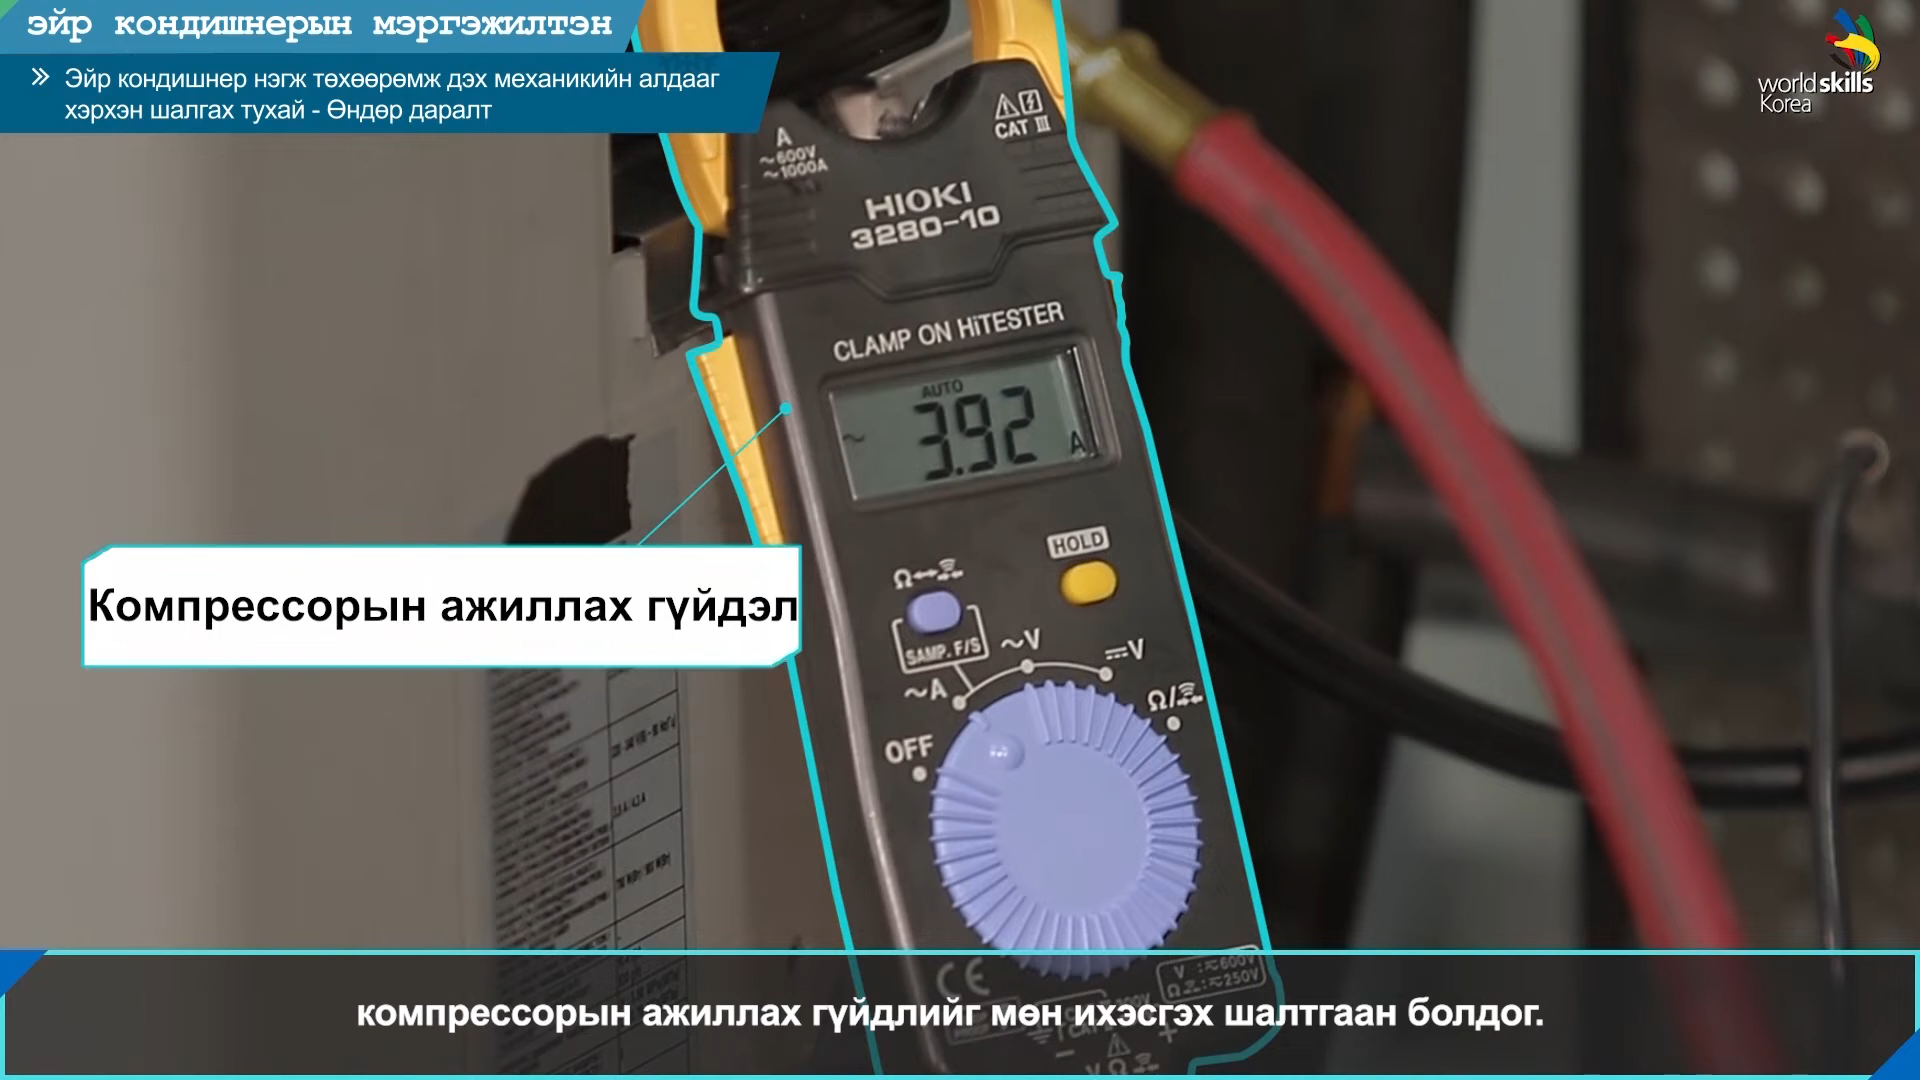 эйр кондишнерын мэргэжилтэн
Эйр кондишнер нэгж төхөөрөмж дэх механикийн алдааг
хэрхэн шалгах тухай - Өндөр даралт
worldskills
Korea
A
~600V
~1000A
CAT III
HIOKI
3280-10
CLAMP ON HiTESTER
AUTO
~ 3.92 A
HOLD
Компрессорын ажиллах гүйдэл
Ω
SAMP. F/S
~V
⎓V
~A
Ω/
OFF
CE
компрессорын ажиллах гүйдлийг мөн ихэсгэх шалтгаан болдог.